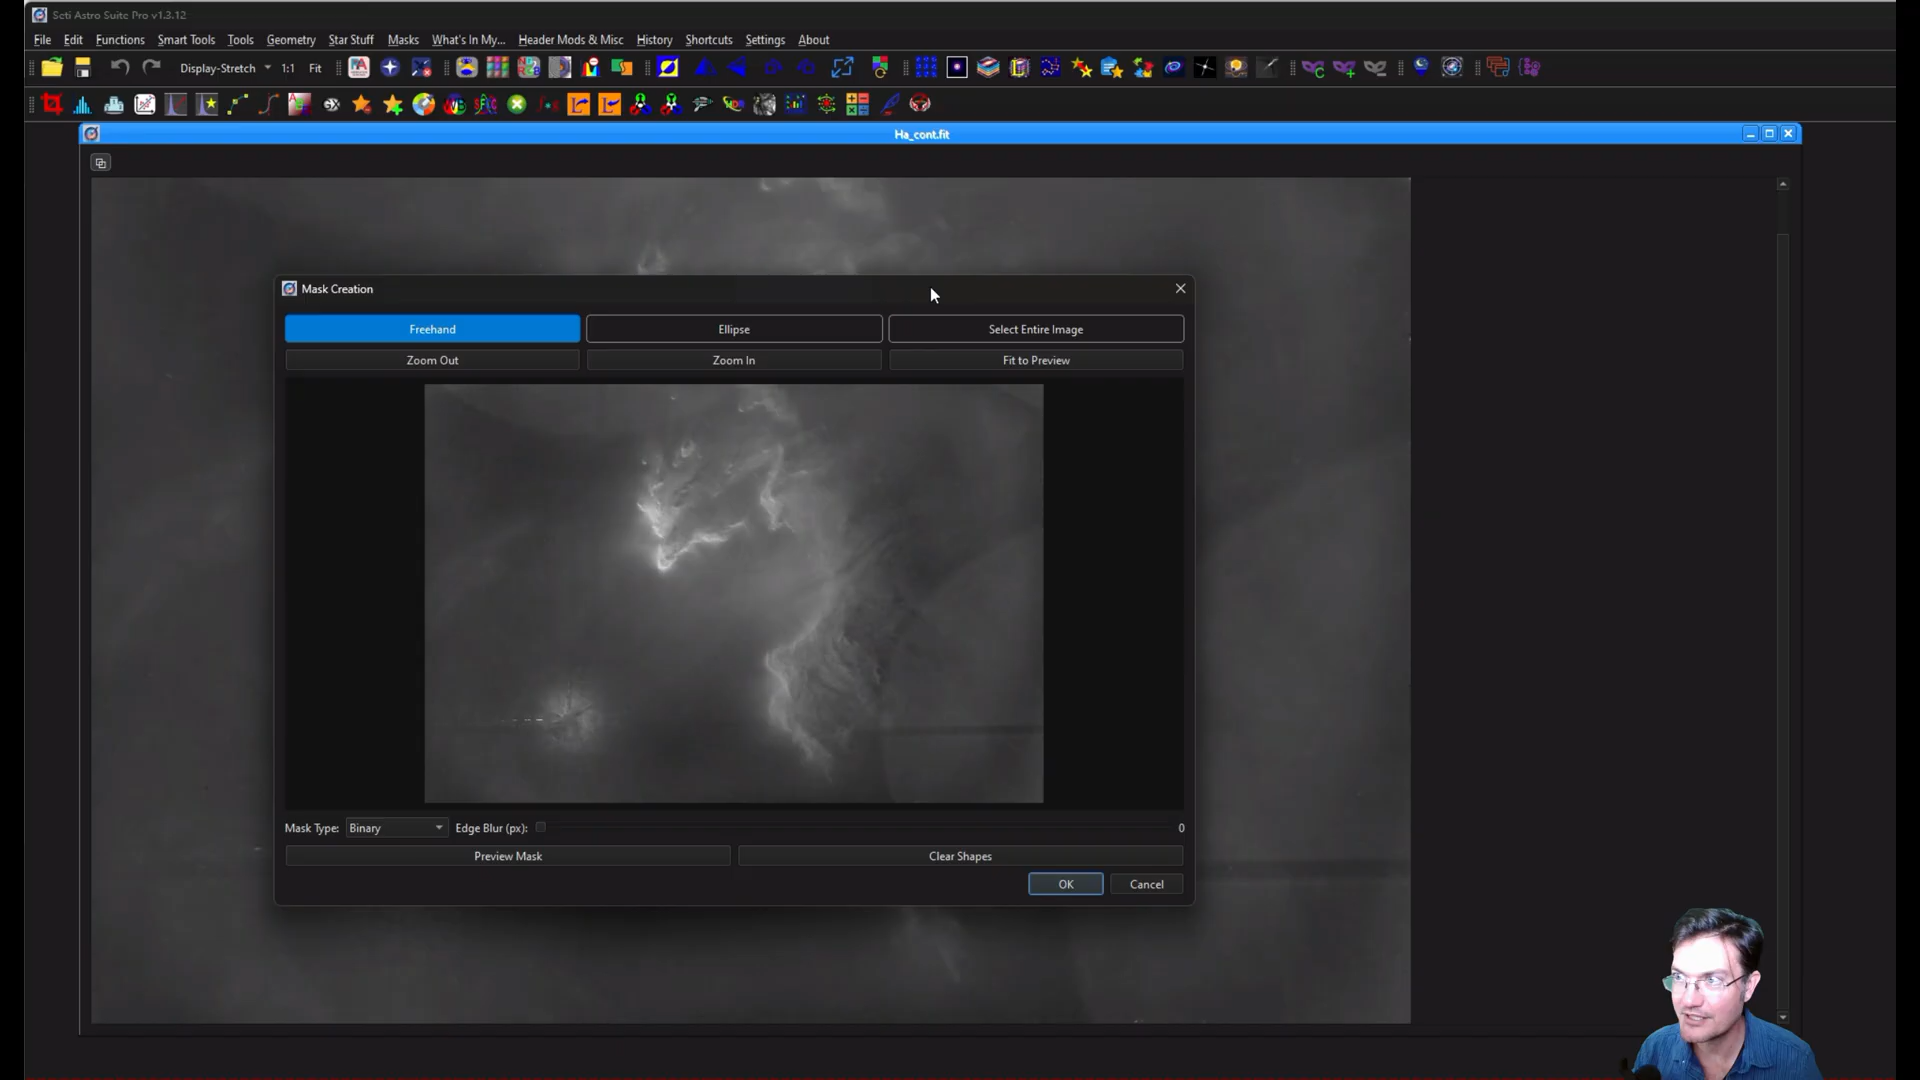 Seti Astro Suite Pro v1.3.12
File Edit Functions Smart Tools Tools Geometry Star Stuff Masks What's In My... Header Mods & Misc History Shortcuts Settings About
Display-Stretch 1:1 Fit
Ha_cont.fit
Mask Creation
Freehand Ellipse Select Entire Image
Zoom Out Zoom In Fit to Preview
Mask Type: Binary Edge Blur (px): 0
Preview Mask Clear Shapes
OK Cancel